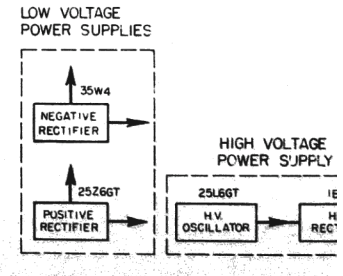 LOW VOLTAGE
POWER SUPPLIES
35W4
NEGATIVE
RECTIFIER
25Z6GT
POSITIVE
RECTIFIER
HIGH VOLTAGE
POWER SUPPLY
25L6GT
H.V.
OSCILLATOR